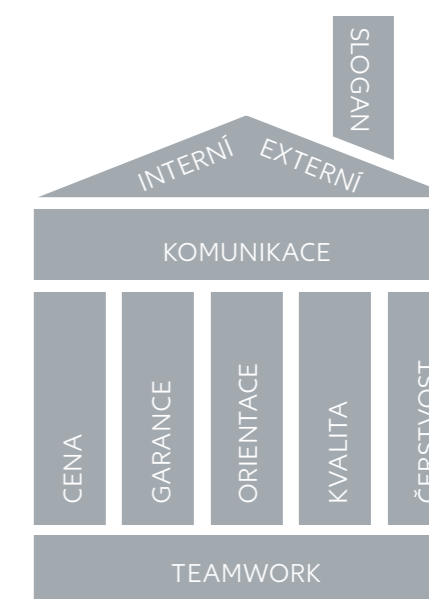 SLOGAN
INTERNÍ EXTERNÍ
KOMUNIKACE
CENA
GARANCE
ORIENTACE
KVALITA
ČERSTVOST
TEAMWORK